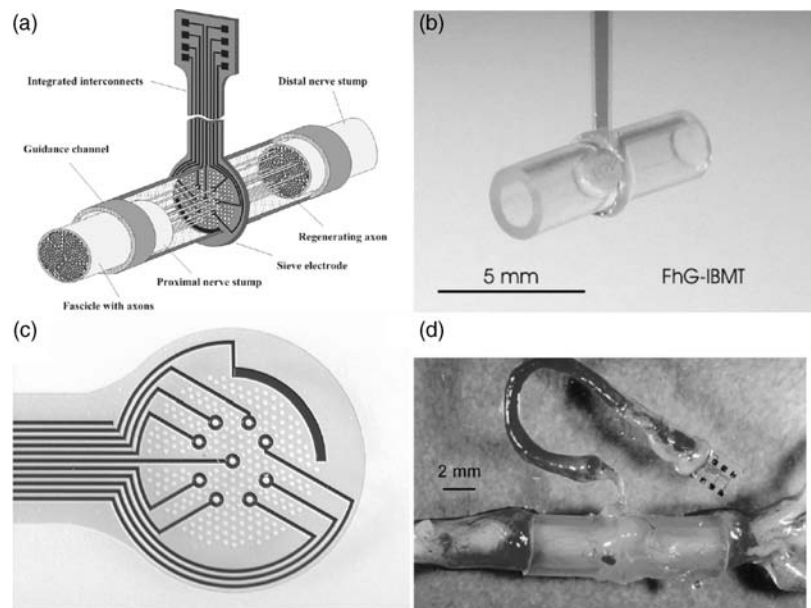 (a)
Integrated interconnects
Distal nerve stump
Guidance channel
Regenerating axon
Sieve electrode
Proximal nerve stump
Fascicle with axons
(b)
5 mm
FhG-IBMT
(c)
(d)
2 mm